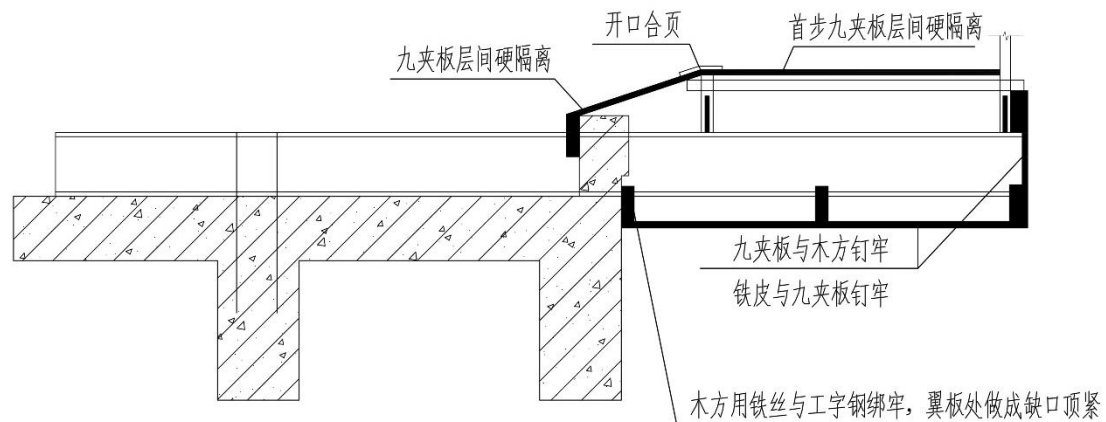 开口合页
首步九夹板层间硬隔离
九夹板层间硬隔离
九夹板与木方钉牢
铁皮与九夹板钉牢
木方用铁丝与工字钢绑牢，翼板处做成缺口顶紧